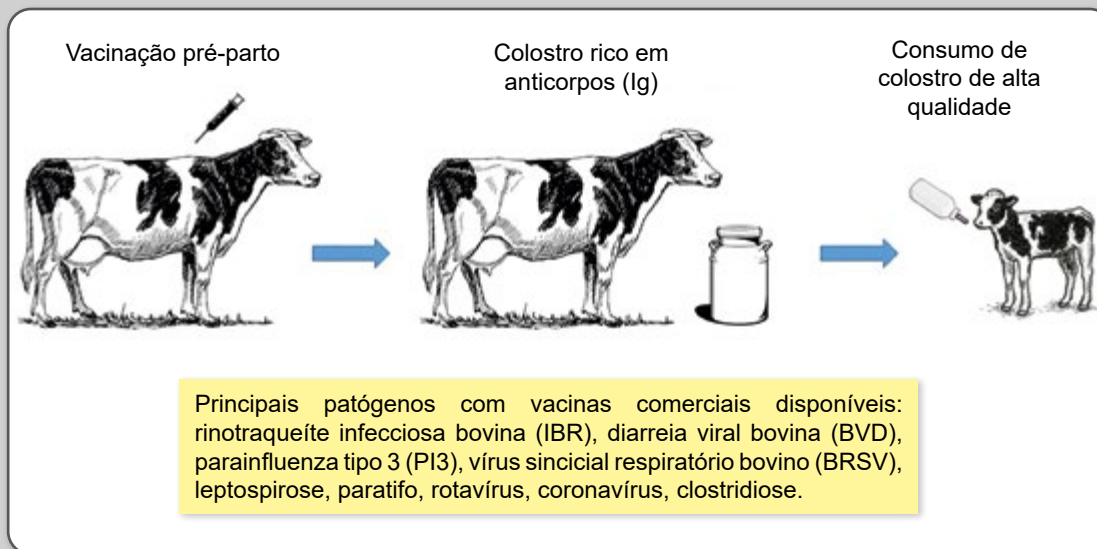 Vacinação pré-parto
Colostro rico em
anticorpos (Ig)
Consumo de
colostro de alta
qualidade
Principais patógenos com vacinas comerciais disponíveis:
rinotraqueíte infecciosa bovina (IBR), diarreia viral bovina (BVD),
parainfluenza tipo 3 (PI3), vírus sincicial respiratório bovino (BRSV),
leptospirose, paratifo, rotavírus, coronavírus, clostridiose.